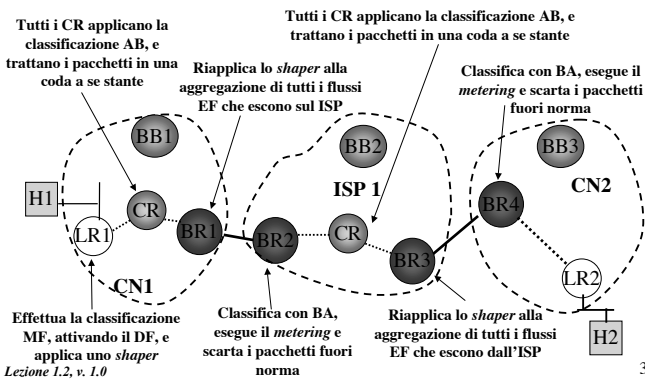 Tutti i CR applicano la
classificazione AB, e
trattano i pacchetti in una
coda a se stante
Tutti i CR applicano la classificazione AB, e
trattano i pacchetti in una coda a se stante
Riapplica lo shaper alla
aggregazione di tutti i flussi
EF che escono sul ISP
Classifica con BA, esegue il
metering e scarta i pacchetti
fuori norma
BB1
BB2
BB3
ISP 1
CN2
H1
CR
LR1
BR1
BR2
CR
BR3
BR4
LR2
CN1
H2
Effettua la classificazione
MF, attivando il DF, e
applica uno shaper
Classifica con BA,
esegue il metering e
scarta i pacchetti fuori
norma
Riapplica lo shaper alla
aggregazione di tutti i flussi
EF che escono dall'ISP
Lezione 1.2, v. 1.0
3